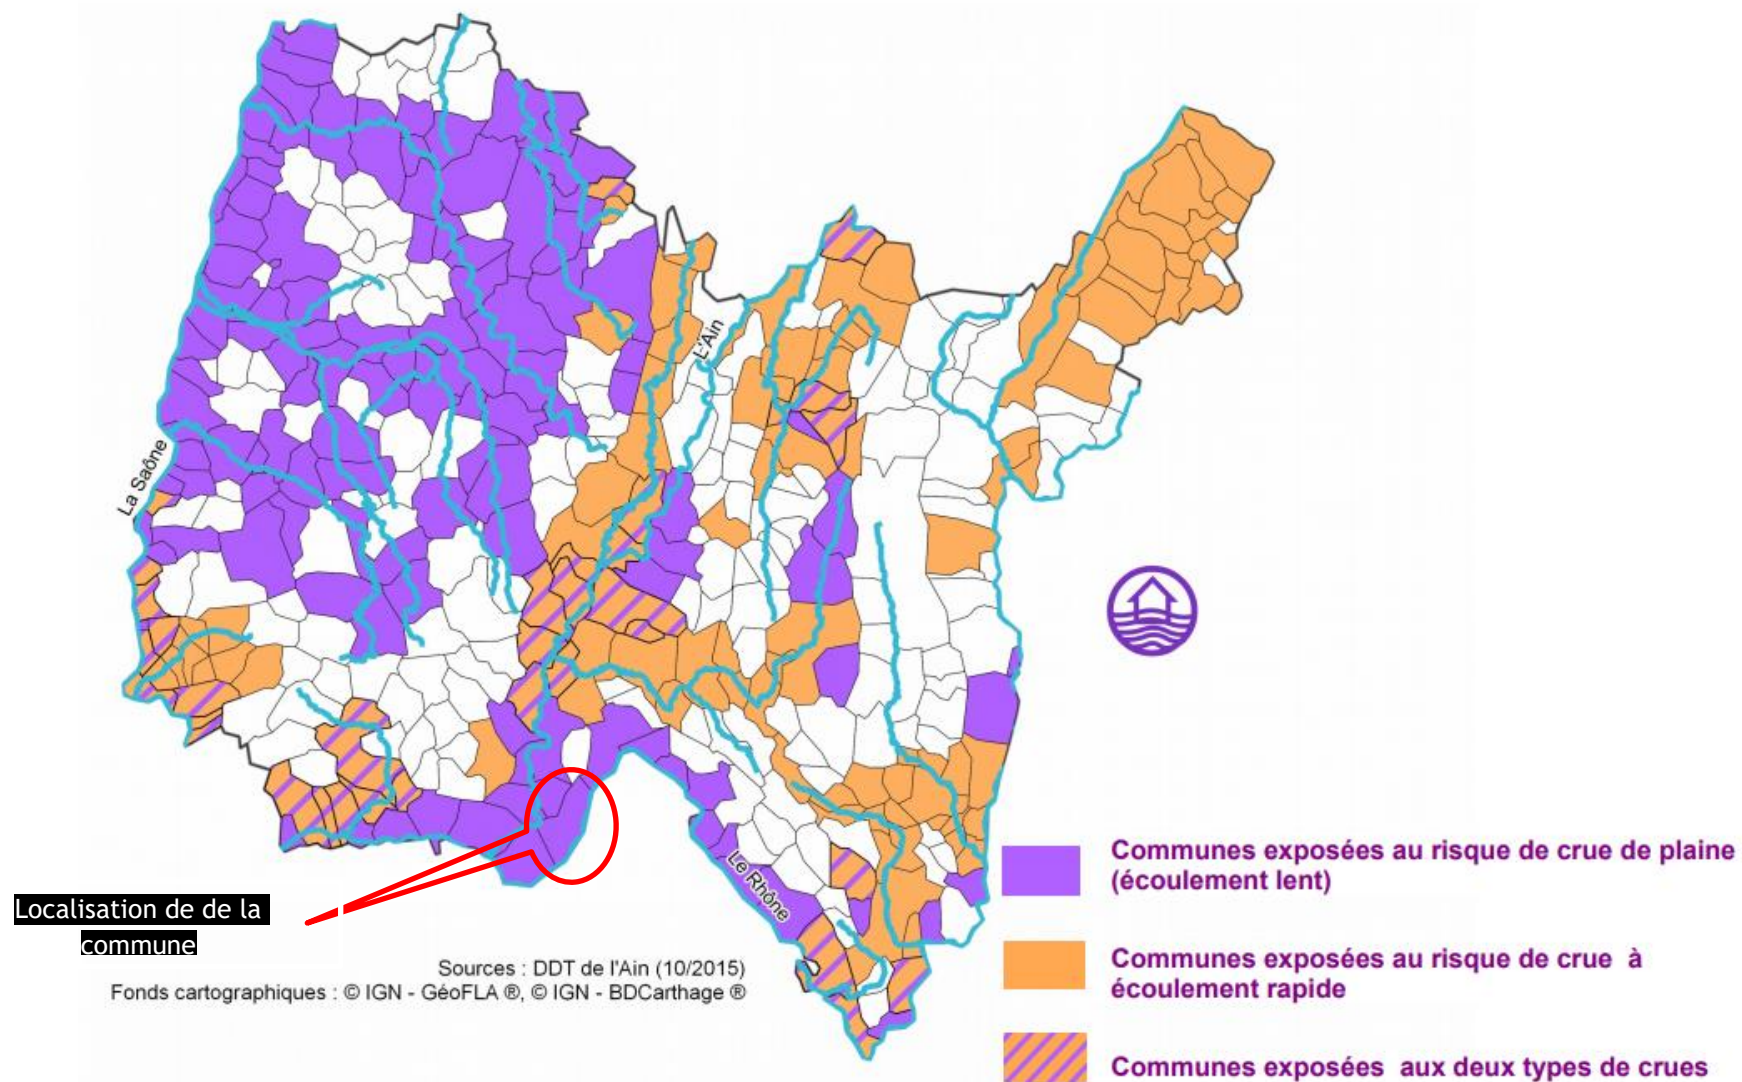 L'Ain
La Saône
Le Rhône
Localisation de de la
commune
Sources : DDT de l'Ain (10/2015)
Fonds cartographiques : © IGN - GéoFLA ®, © IGN - BDCarthage ®
Communes exposées au risque de crue de plaine
(écoulement lent)
Communes exposées au risque de crue à
écoulement rapide
Communes exposées aux deux types de crues